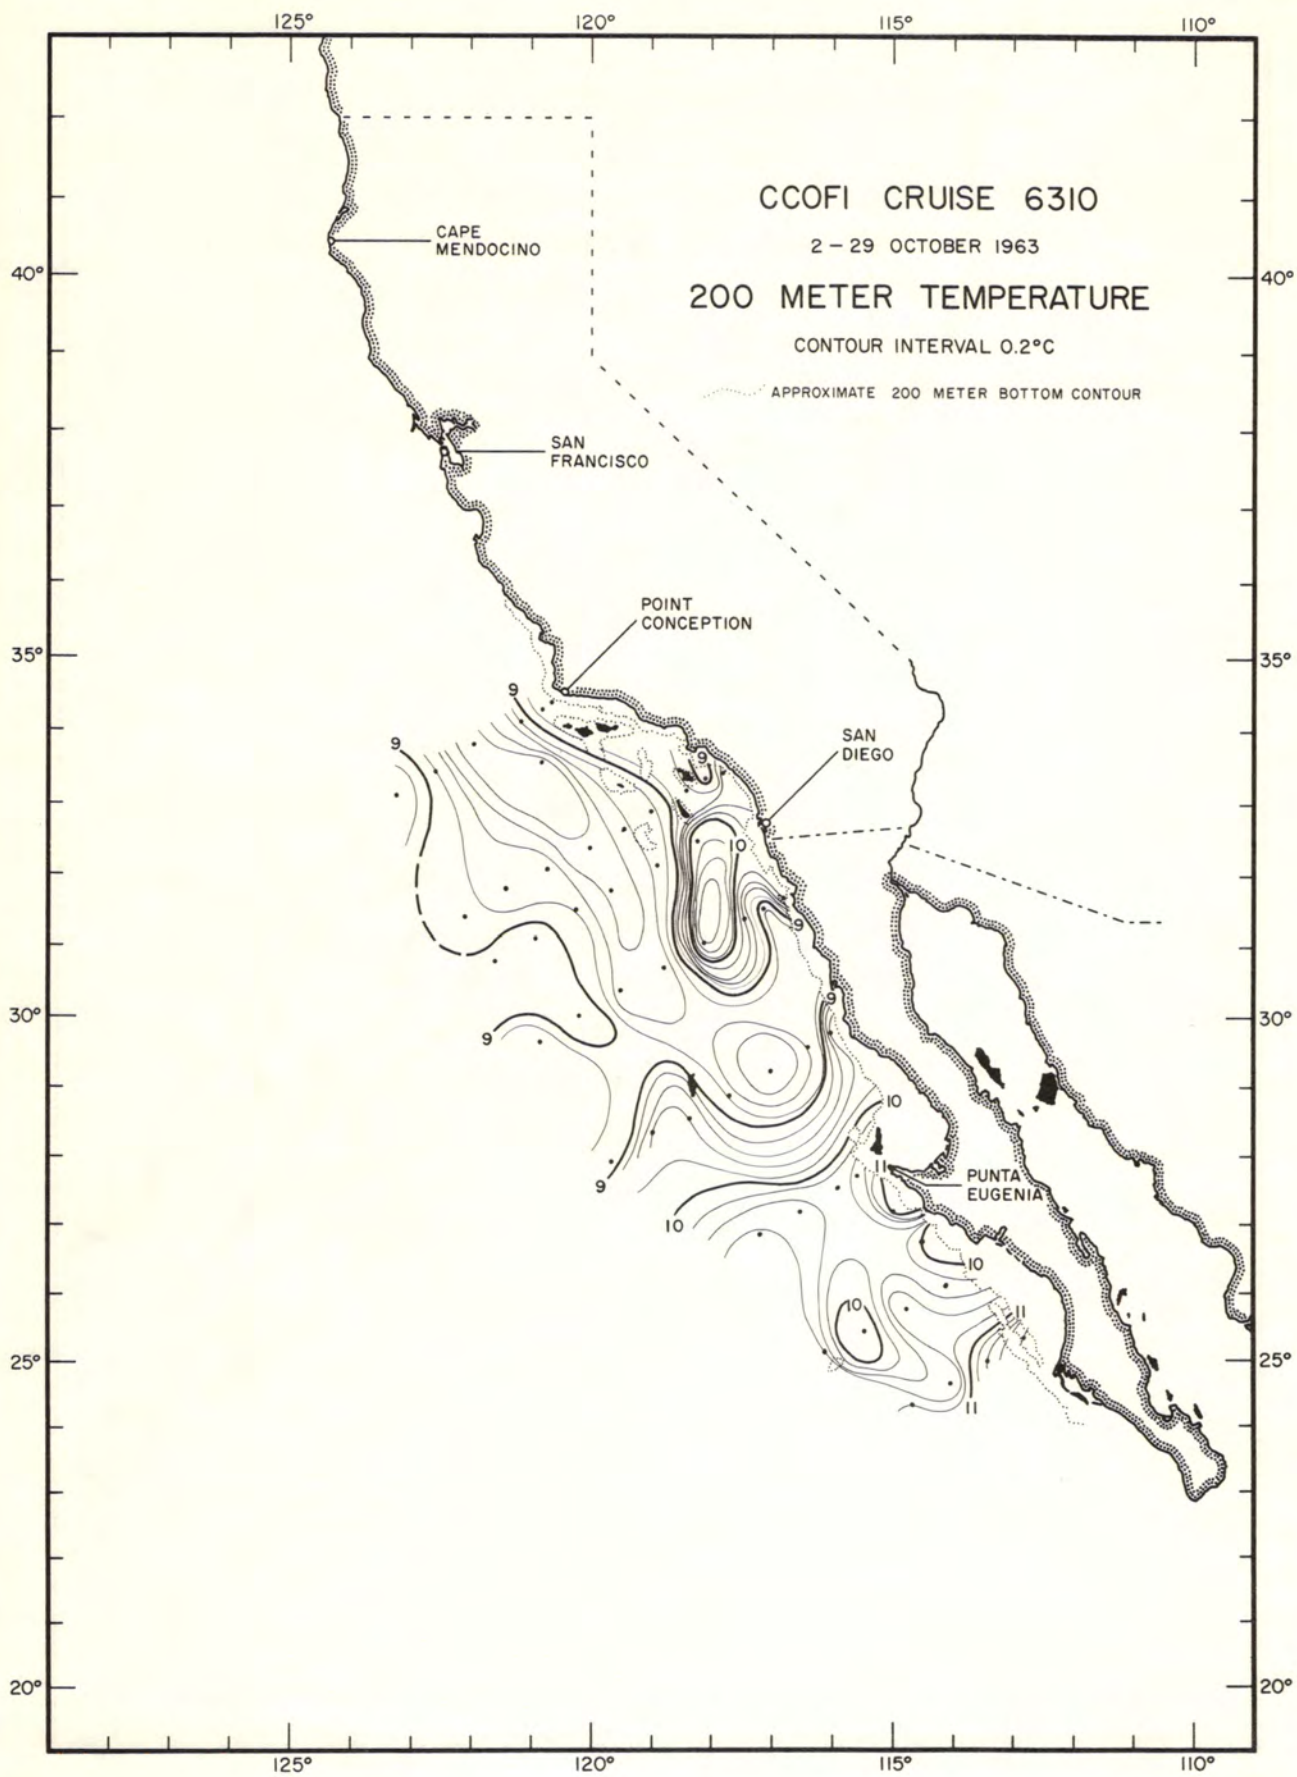 125° 120° 115° 110°
CCOFI CRUISE 6310
2 – 29 OCTOBER 1963
200 METER TEMPERATURE
CONTOUR INTERVAL 0.2°C
APPROXIMATE 200 METER BOTTOM CONTOUR
CAPE
MENDOCINO
40° 40°
SAN
FRANCISCO
POINT
CONCEPTION
35° 35°
9
SAN
DIEGO
9
9
10
9
30° 9 30°
9
10
11
PUNTA
EUGENIA
9
10
10
10
11
25° 25°
11
20° 20°
125° 120° 115° 110°